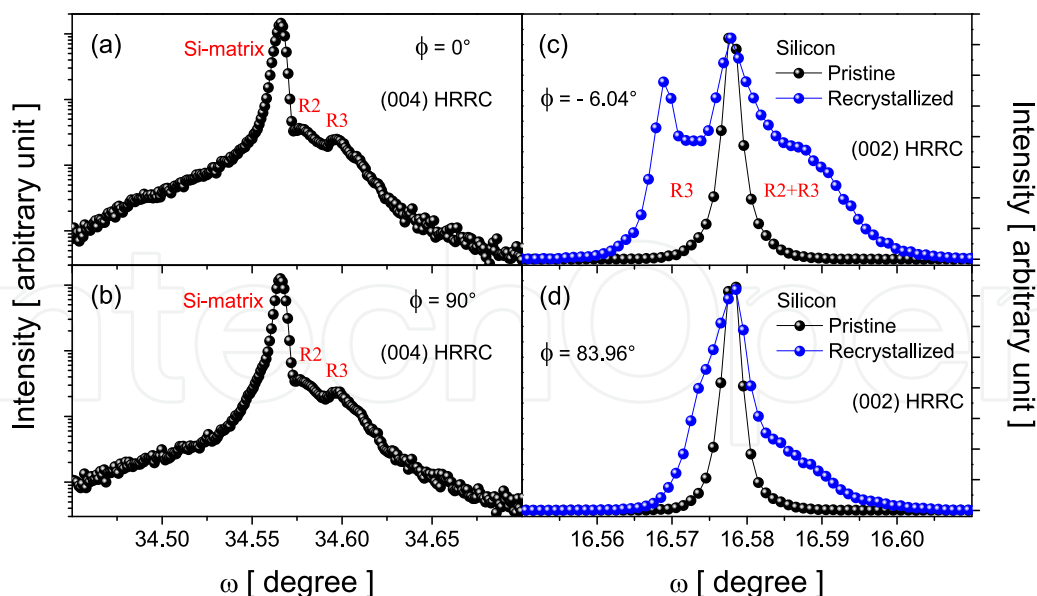 (a)
ϕ = 0°
Si-matrix
R2
R3
(004) HRRC
(b)
ϕ = 90°
Si-matrix
R2
R3
(004) HRRC
(c)
Silicon
Pristine
Recrystallized
ϕ = - 6.04°
(002) HRRC
R3
R2+R3
(d)
Silicon
Pristine
Recrystallized
ϕ = 83.96°
(002) HRRC
Intensity [ arbitrary unit ]
Intensity [ arbitrary unit ]
34.50 34.55 34.60 34.65
16.56 16.57 16.58 16.59 16.60
ω [ degree ]
ω [ degree ]
IntechOpen